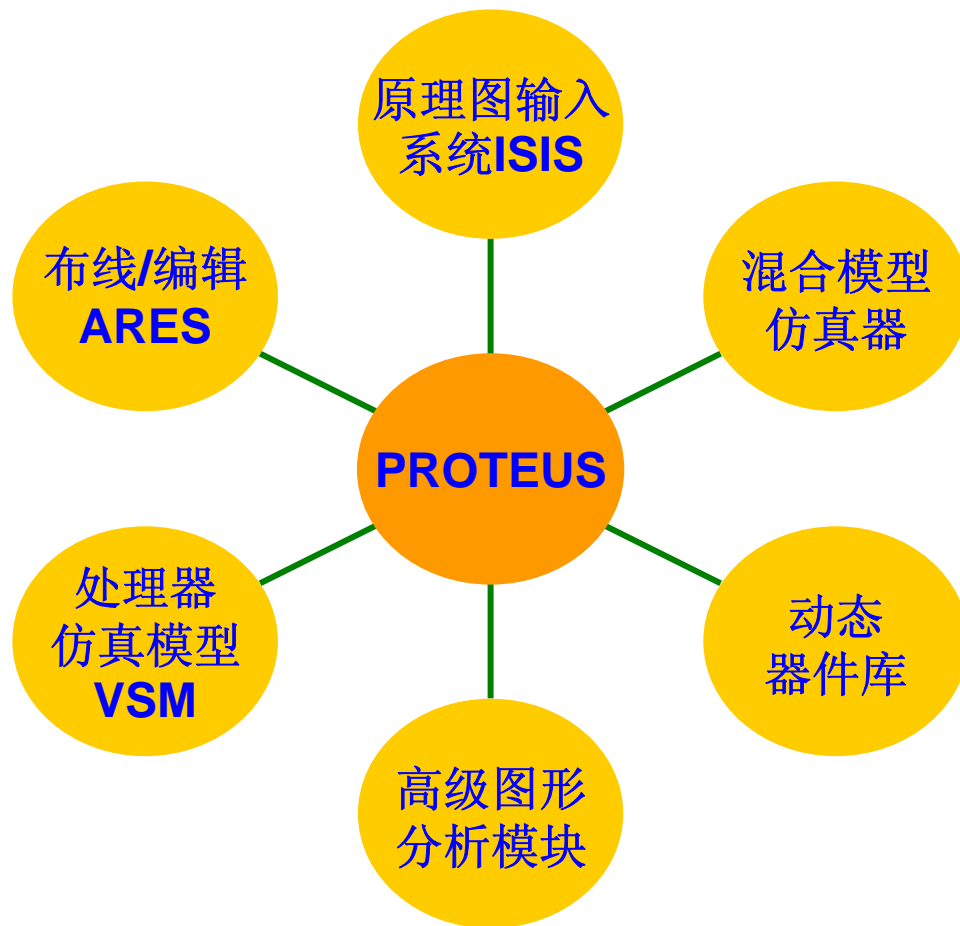 原理图输入
系统ISIS
布线/编辑
ARES
混合模型
仿真器
PROTEUS
处理器
仿真模型
VSM
动态
器件库
高级图形
分析模块